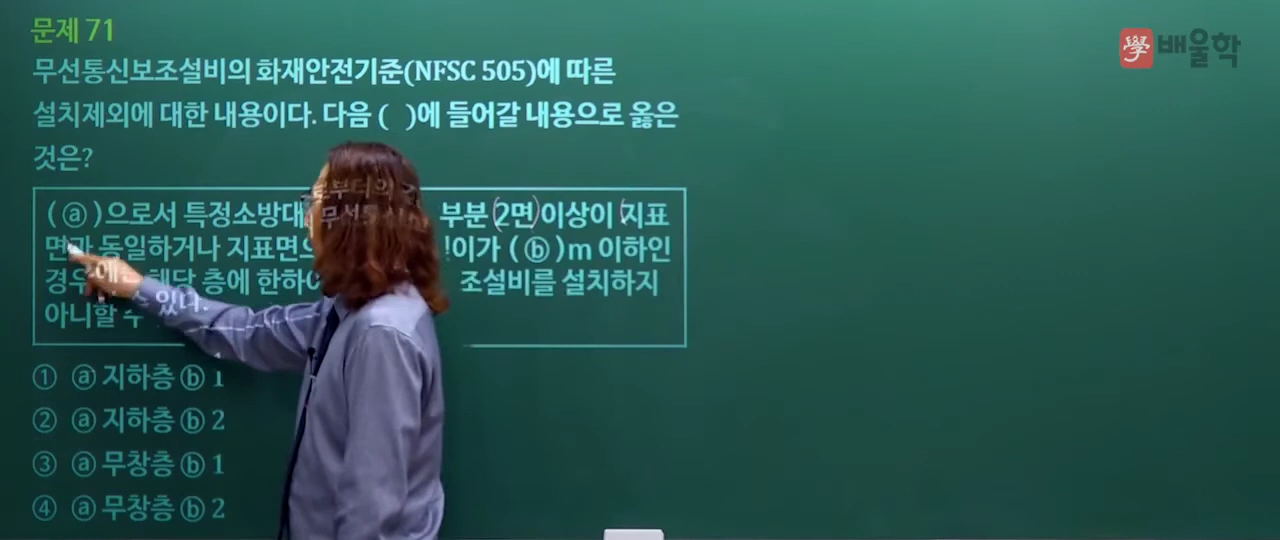 문제 71
學 배울학
무선통신보조설비의 화재안전기준(NFSC 505)에 따른
설치제외에 대한 내용이다. 다음 ( )에 들어갈 내용으로 옳은
것은?
(ⓐ)으로서 특정소방대 부분 2면이상이 지표
면과 동일하거나 지표면으 이가 (ⓑ)m 이하인
경우에 해당 층에 한하여 조설비를 설치하지
아니할 수 있다.
① ⓐ 지하층 ⓑ 1
② ⓐ 지하층 ⓑ 2
③ ⓐ 무창층 ⓑ 1
④ ⓐ 무창층 ⓑ 2